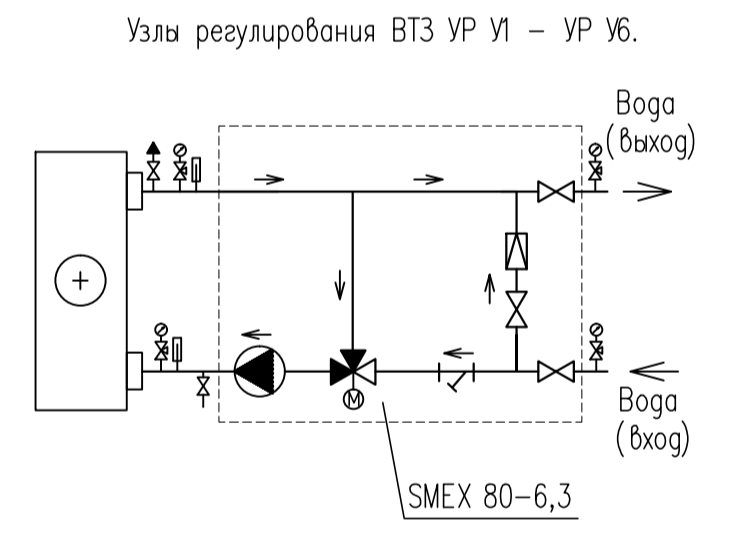 Узлы регулирования ВТЗ УР У1 – УР У6.
Вода
(выход)
М
Вода
(вход)
SMEX 80-6,3